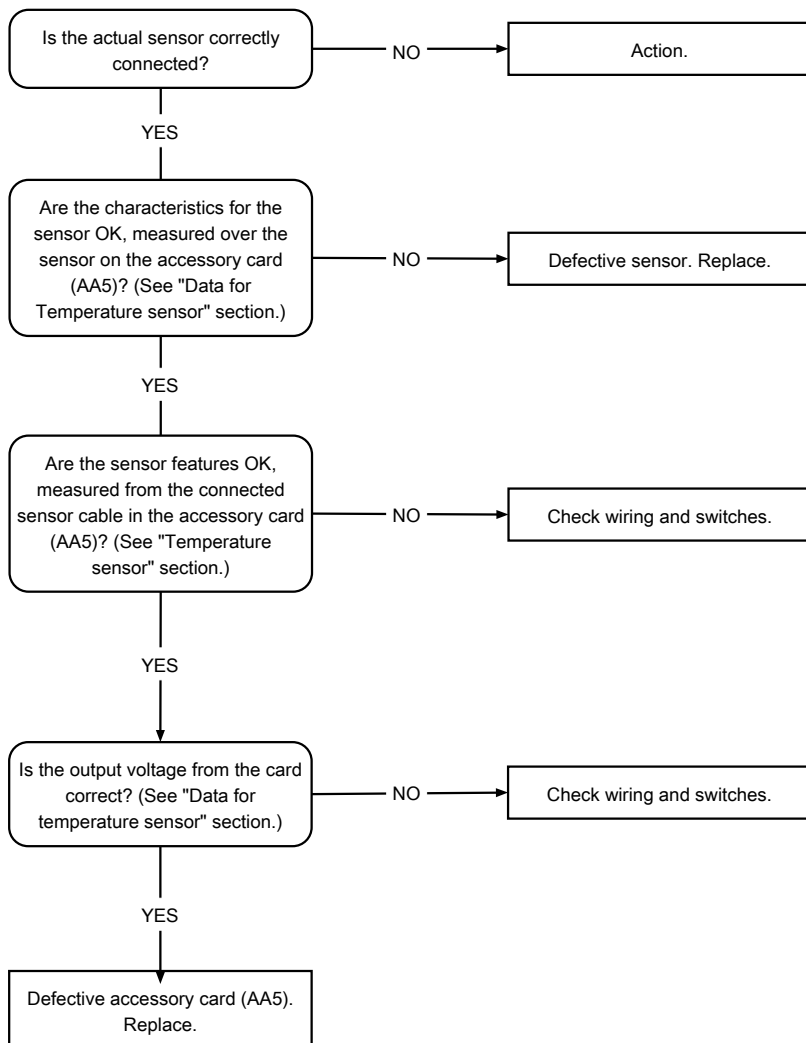 Is the actual sensor correctly
connected?
NO
Action.
YES
Are the characteristics for the
sensor OK, measured over the
sensor on the accessory card
(AA5)? (See "Data for
Temperature sensor" section.)
NO
Defective sensor. Replace.
YES
Are the sensor features OK,
measured from the connected
sensor cable in the accessory card
(AA5)? (See "Temperature
sensor" section.)
NO
Check wiring and switches.
YES
Is the output voltage from the card
correct? (See "Data for
temperature sensor" section.)
NO
Check wiring and switches.
YES
Defective accessory card (AA5).
Replace.